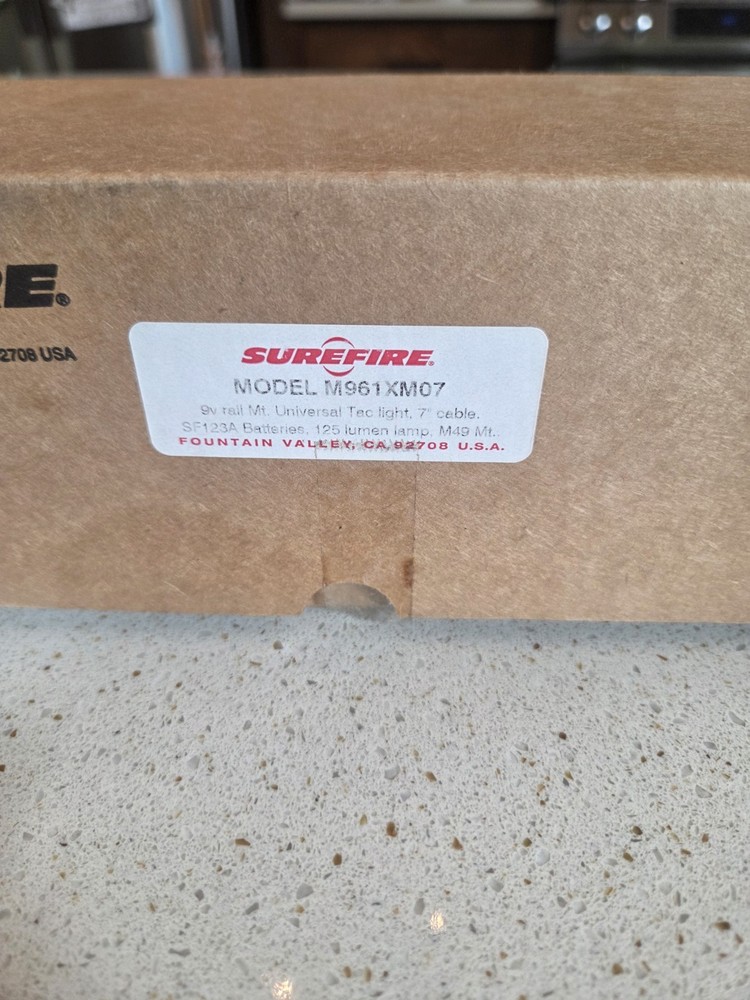 RE®
2708 USA
SUREFIRE®
MODEL M961XM07
9v rail Mt. Universal Tac light, 7" cable,
SF123A Batteries, 125 lumen lamp, M49 Mt..
FOUNTAIN VALLEY, CA 92708 U.S.A.